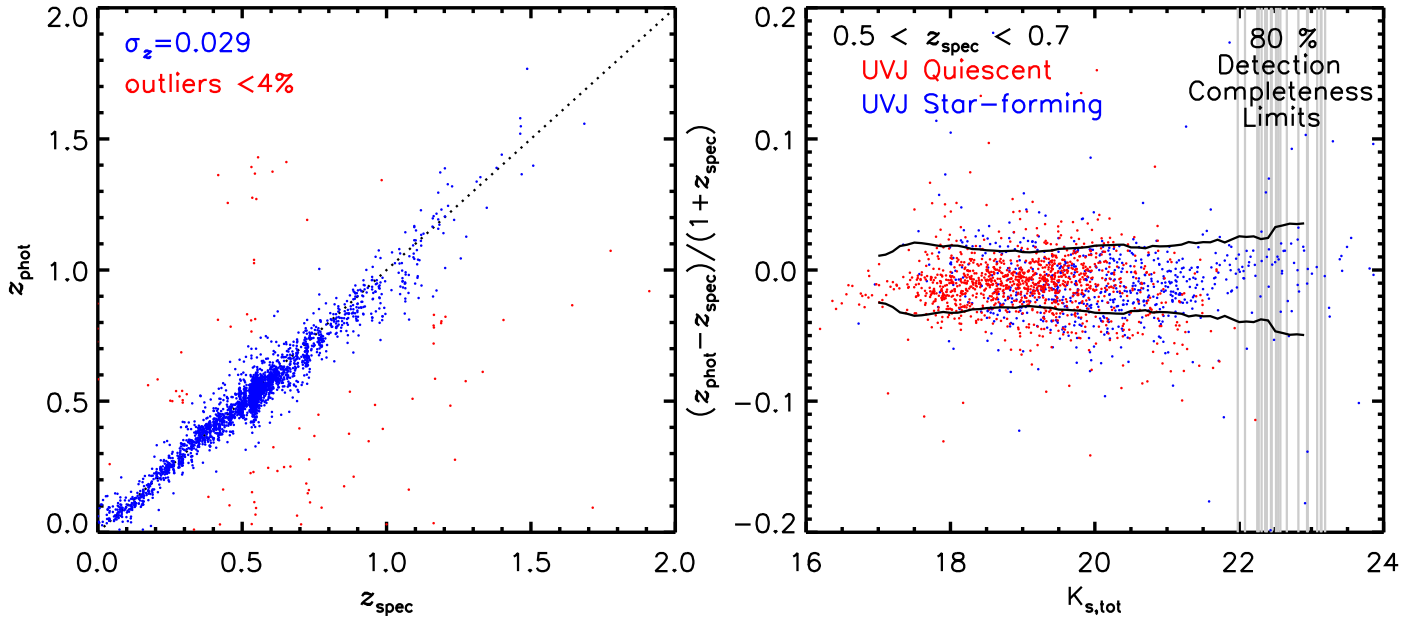 σz=0.029
outliers <4%
2.0
1.5
1.0
0.5
0.0
zphot
0.0 0.5 1.0 1.5 2.0
zspec
0.5 < zspec < 0.7
UVJ Quiescent
UVJ Star-forming
80 %
Detection
Completeness
Limits
0.2
0.1
0.0
-0.1
-0.2
(zphot-zspec)/(1+zspec)
16 18 20 22 24
Ks,tot